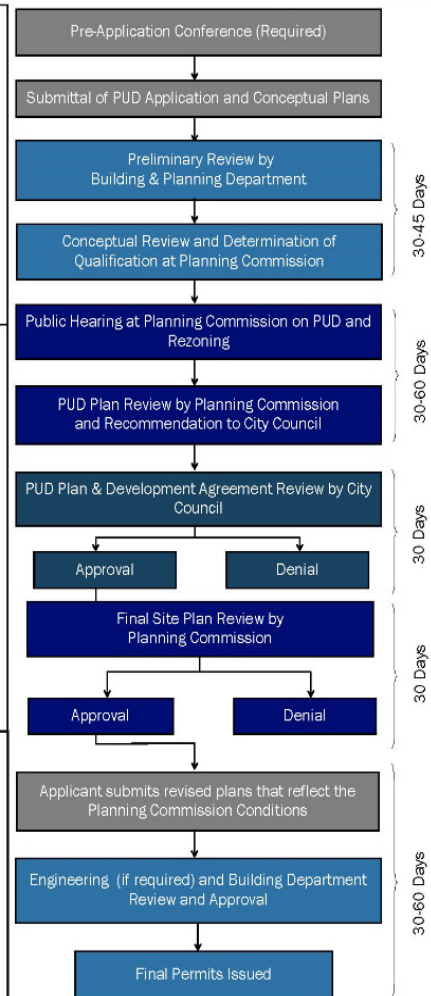 Pre-Application Conference (Required)
Submittal of PUD Application and Conceptual Plans
Preliminary Review by
Building & Planning Department
Conceptual Review and Determination of
Qualification at Planning Commission
30-45 Days
Public Hearing at Planning Commission on PUD and
Rezoning
PUD Plan Review by Planning Commission
and Recommendation to City Council
30-60 Days
PUD Plan & Development Agreement Review by City
Council
Approval
Denial
30 Days
Final Site Plan Review by
Planning Commission
Approval
Denial
30 Days
Applicant submits revised plans that reflect the
Planning Commission Conditions
Engineering (if required) and Building Department
Review and Approval
Final Permits Issued
30-60 Days